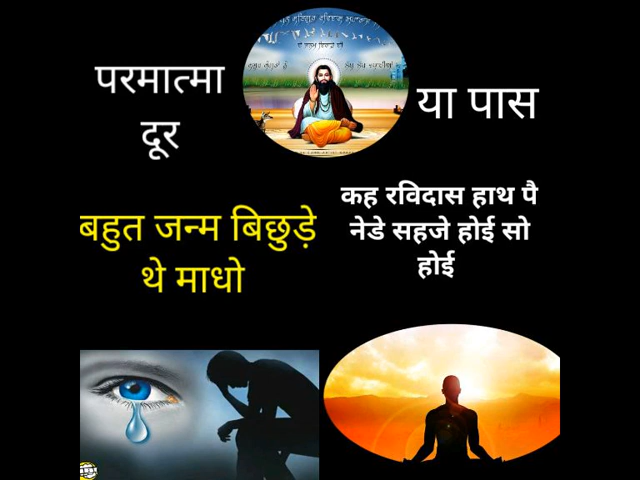 परमात्मा
दूर
या पास
बहुत जन्म बिछुड़े
थे माधो
कह रविदास हाथ पै
नेडे सहजे होई सो
होई